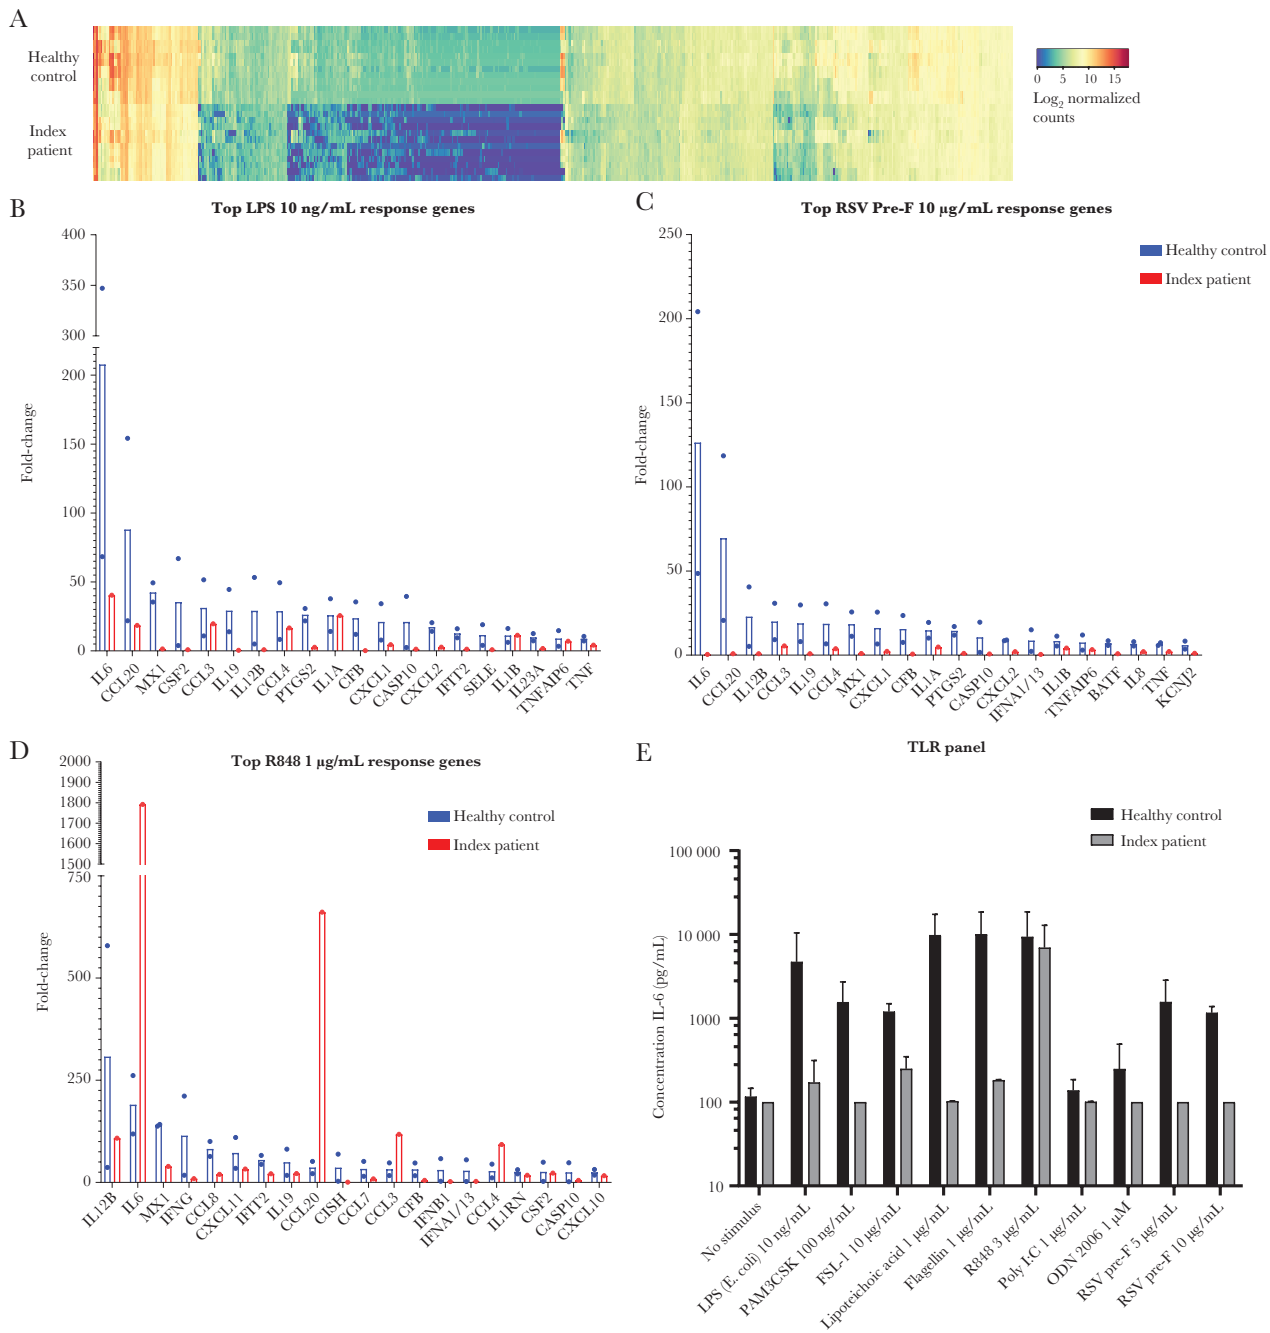 A
Healthy
control
Index
patient
0 5 10 15
Log2 normalized
counts
B
Top LPS 10 ng/mL response genes
Fold-change
400
350
300
200
150
100
50
0
IL6 CCL20 MX1 CSF2 CCL3 IL19 IL12B CCL4 PTGS2 IL1A CFB CXCL1 CASP10 CXCL2 IFIT2 SELE IL1B IL23A TNFAIP6 TNF
C
Top RSV Pre-F 10 µg/mL response genes
Healthy control
Index patient
Fold-change
250
200
150
100
50
0
IL6 CCL20 IL12B CCL3 IL19 CCL4 MX1 CXCL1 CFB IL1A PTGS2 CASP10 CXCL2 IFNA1/13 IL1B TNFAIP6 BATF IL8 TNF KCNJ2
D
Top R848 1 µg/mL response genes
Healthy control
Index patient
Fold-change
2000
1900
1800
1700
1600
1500
750
500
250
0
IL12B IL6 MX1 IFNG CCL8 CXCL11 IFIT2 IL19 CCL20 CISH CCL7 CCL3 CFB IFNB1 IFNA1/13 CCL4 IL1RN CSF2 CASP10 CXCL10
E
TLR panel
Healthy control
Index patient
Concentration IL-6 (pg/mL)
100 000
10 000
1000
100
10
No stimulus
LPS (E. coli) 10 ng/mL
PAM3CSK 100 ng/mL
FSL-1 10 µg/mL
Lipoteichoic acid 1 µg/mL
Flagellin 1 µg/mL
R848 3 µg/mL
Poly I:C 1 µg/mL
ODN 2006 1 µM
RSV pre-F 5 µg/mL
RSV pre-F 10 µg/mL